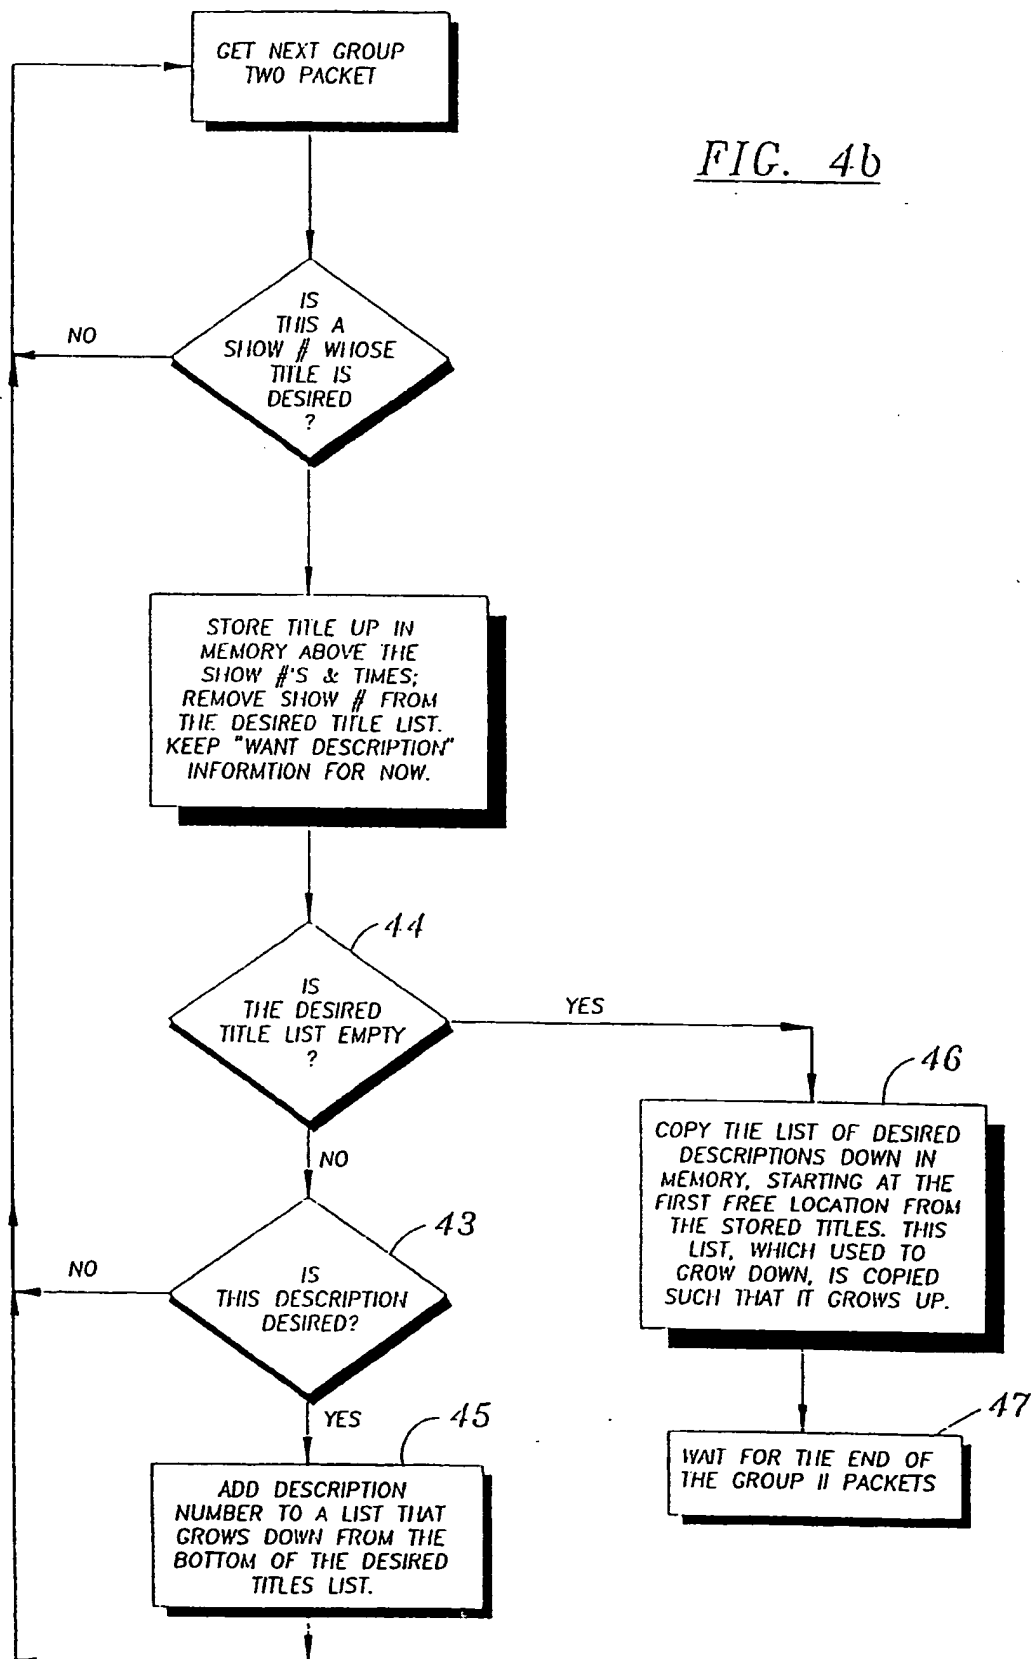 GET NEXT GROUP
TWO PACKET
FIG. 4b
IS
THIS A
SHOW # WHOSE
TITLE IS
DESIRED
?
NO
STORE TITLE UP IN
MEMORY ABOVE THE
SHOW #'S & TIMES;
REMOVE SHOW # FROM
THE DESIRED TITLE LIST.
KEEP "WANT DESCRIPTION"
INFORMTION FOR NOW.
44
IS
THE DESIRED
TITLE LIST EMPTY
?
YES
NO
46
COPY THE LIST OF DESIRED
DESCRIPTIONS DOWN IN
MEMORY, STARTING AT THE
FIRST FREE LOCATION FROM
THE STORED TITLES. THIS
LIST, WHICH USED TO
GROW DOWN, IS COPIED
SUCH THAT IT GROWS UP.
43
IS
THIS DESCRIPTION
DESIRED?
NO
YES
45
ADD DESCRIPTION
NUMBER TO A LIST THAT
GROWS DOWN FROM THE
BOTTOM OF THE DESIRED
TITLES LIST.
47
WAIT FOR THE END OF
THE GROUP II PACKETS